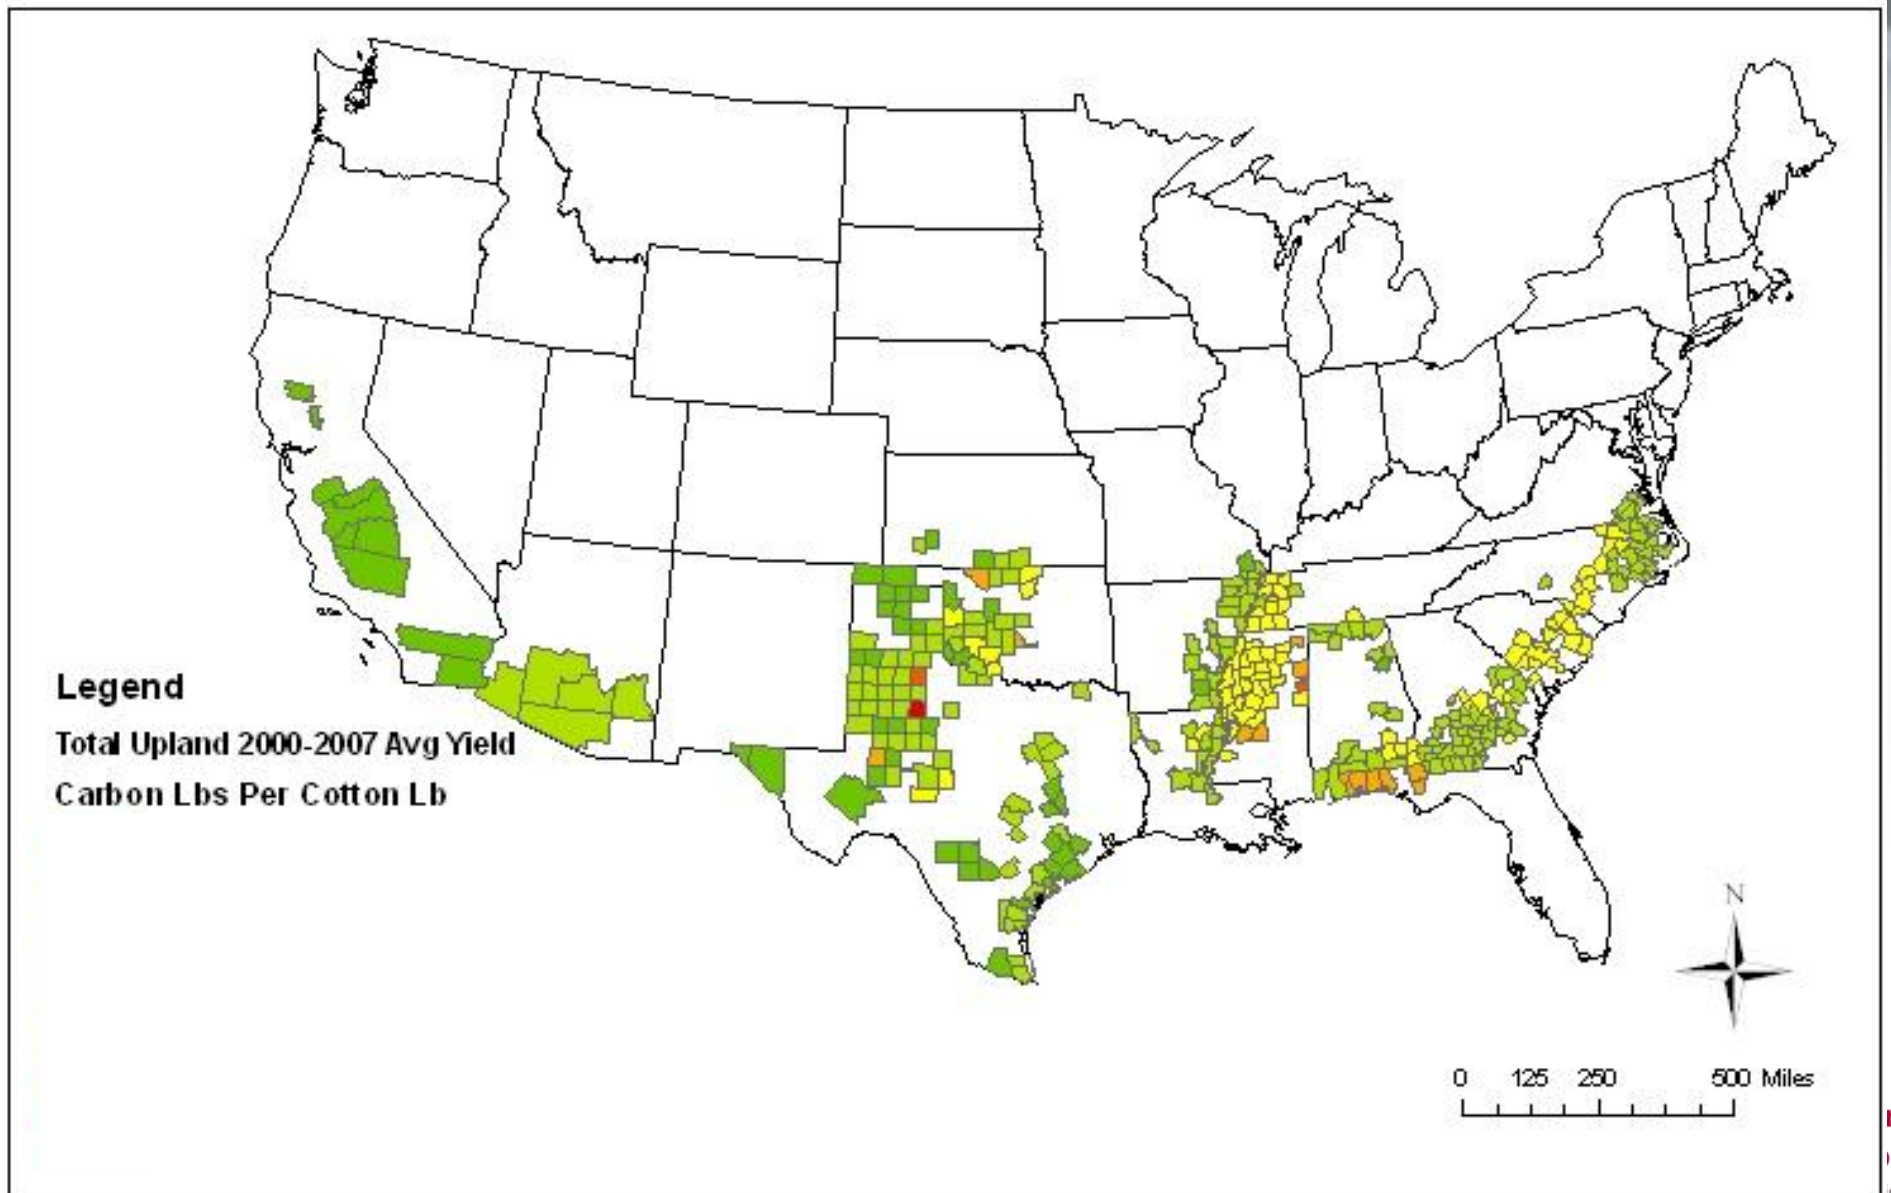 Legend
Total Upland 2000-2007 Avg Yield
Carbon Lbs Per Cotton Lb
N
0 125 250 500 Miles